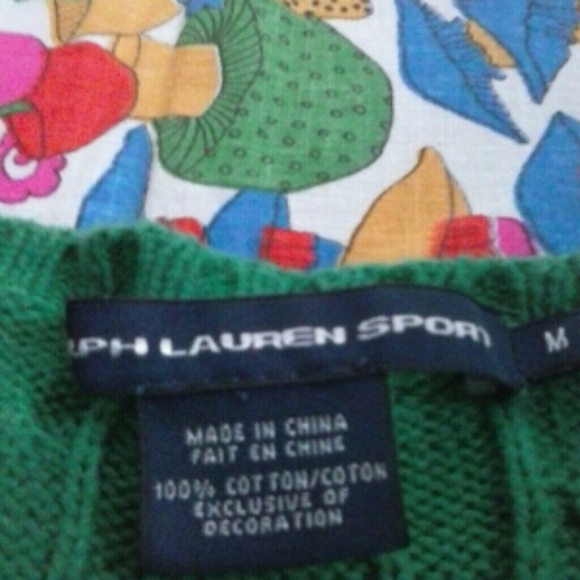 LPH LAUREN SPORT
M
MADE IN CHINA
FAIT EN CHINE
100% COTTON/COTON
EXCLUSIVE OF
DECORATION